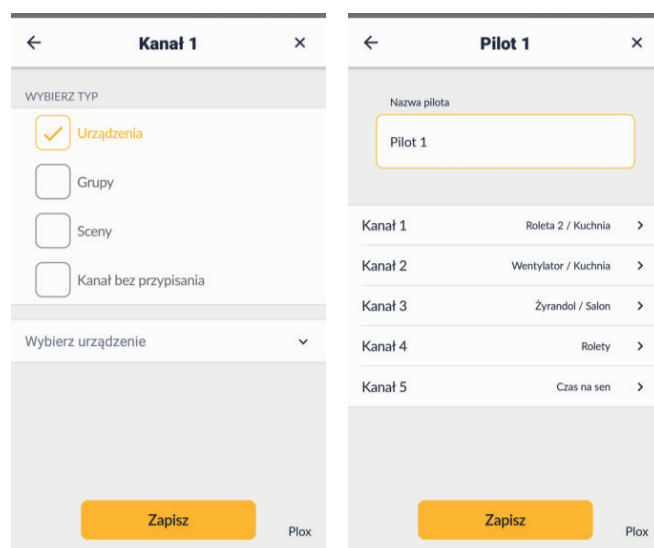 Kanał 1
WYBIERZ TYP
Urządzenia
Grupy
Sceny
Kanał bez przypisania
Wybierz urządzenie
Zapisz
Plox
Pilot 1
Nazwa pilota
Pilot 1
Kanał 1 Roleta 2 / Kuchnia
Kanał 2 Wentylator / Kuchnia
Kanał 3 Żyrandol / Salon
Kanał 4 Rolety
Kanał 5 Czas na sen
Zapisz
Plox